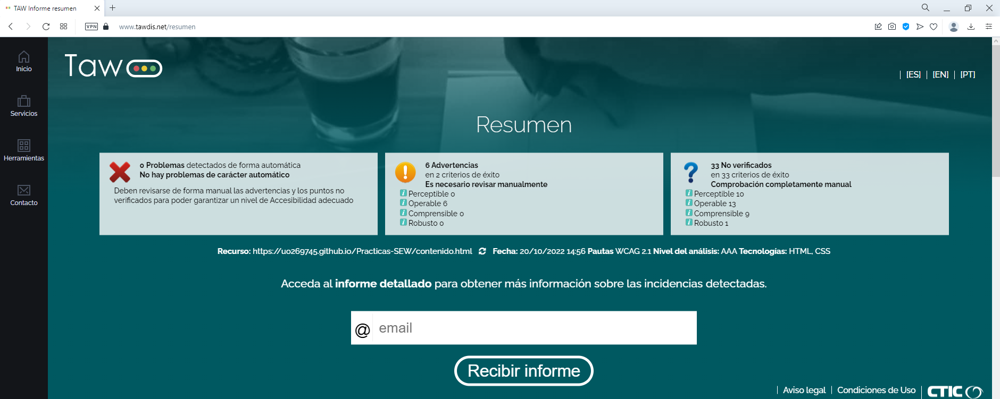 TAW Informe resumen
VPN
www.tawdis.net/resumen
Inicio
Servicios
Herramientas
Contacto
Taw
[ES]
[EN]
[PT]
Resumen
0 Problemas detectados de forma automática
No hay problemas de carácter automático
Deben revisarse de forma manual las advertencias y los puntos no
verificados para poder garantizar un nivel de Accesibilidad adecuado
6 Advertencias
en 2 criterios de éxito
Es necesario revisar manualmente
Perceptible 0
Operable 6
Comprensible 0
Robusto 0
33 No verificados
en 33 criterios de éxito
Comprobación completamente manual
Perceptible 10
Operable 13
Comprensible 9
Robusto 1
Recurso: https://uo269745.github.io/Practicas-SEW/contenido.html Fecha: 20/10/2022 14:56 Pautas WCAG 2.1 Nivel del análisis: AAA Tecnologías: HTML, CSS
Acceda al informe detallado para obtener más información sobre las incidencias detectadas.
@ email
Recibir informe
Aviso legal
Condiciones de Uso
CTIC